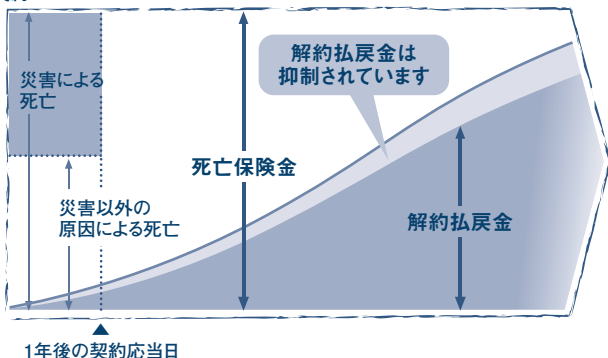 災害による
死亡
解約払戻金は
抑制されています
死亡保険金
災害以外の
原因による死亡
解約払戻金
1年後の契約応当日